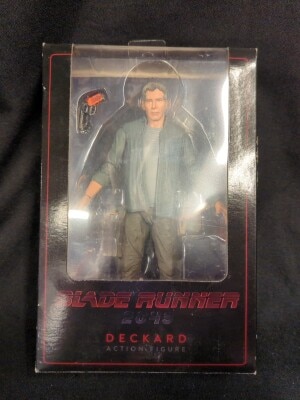 BLADE RUNNER
2049
DECKARD
ACTION FIGURE